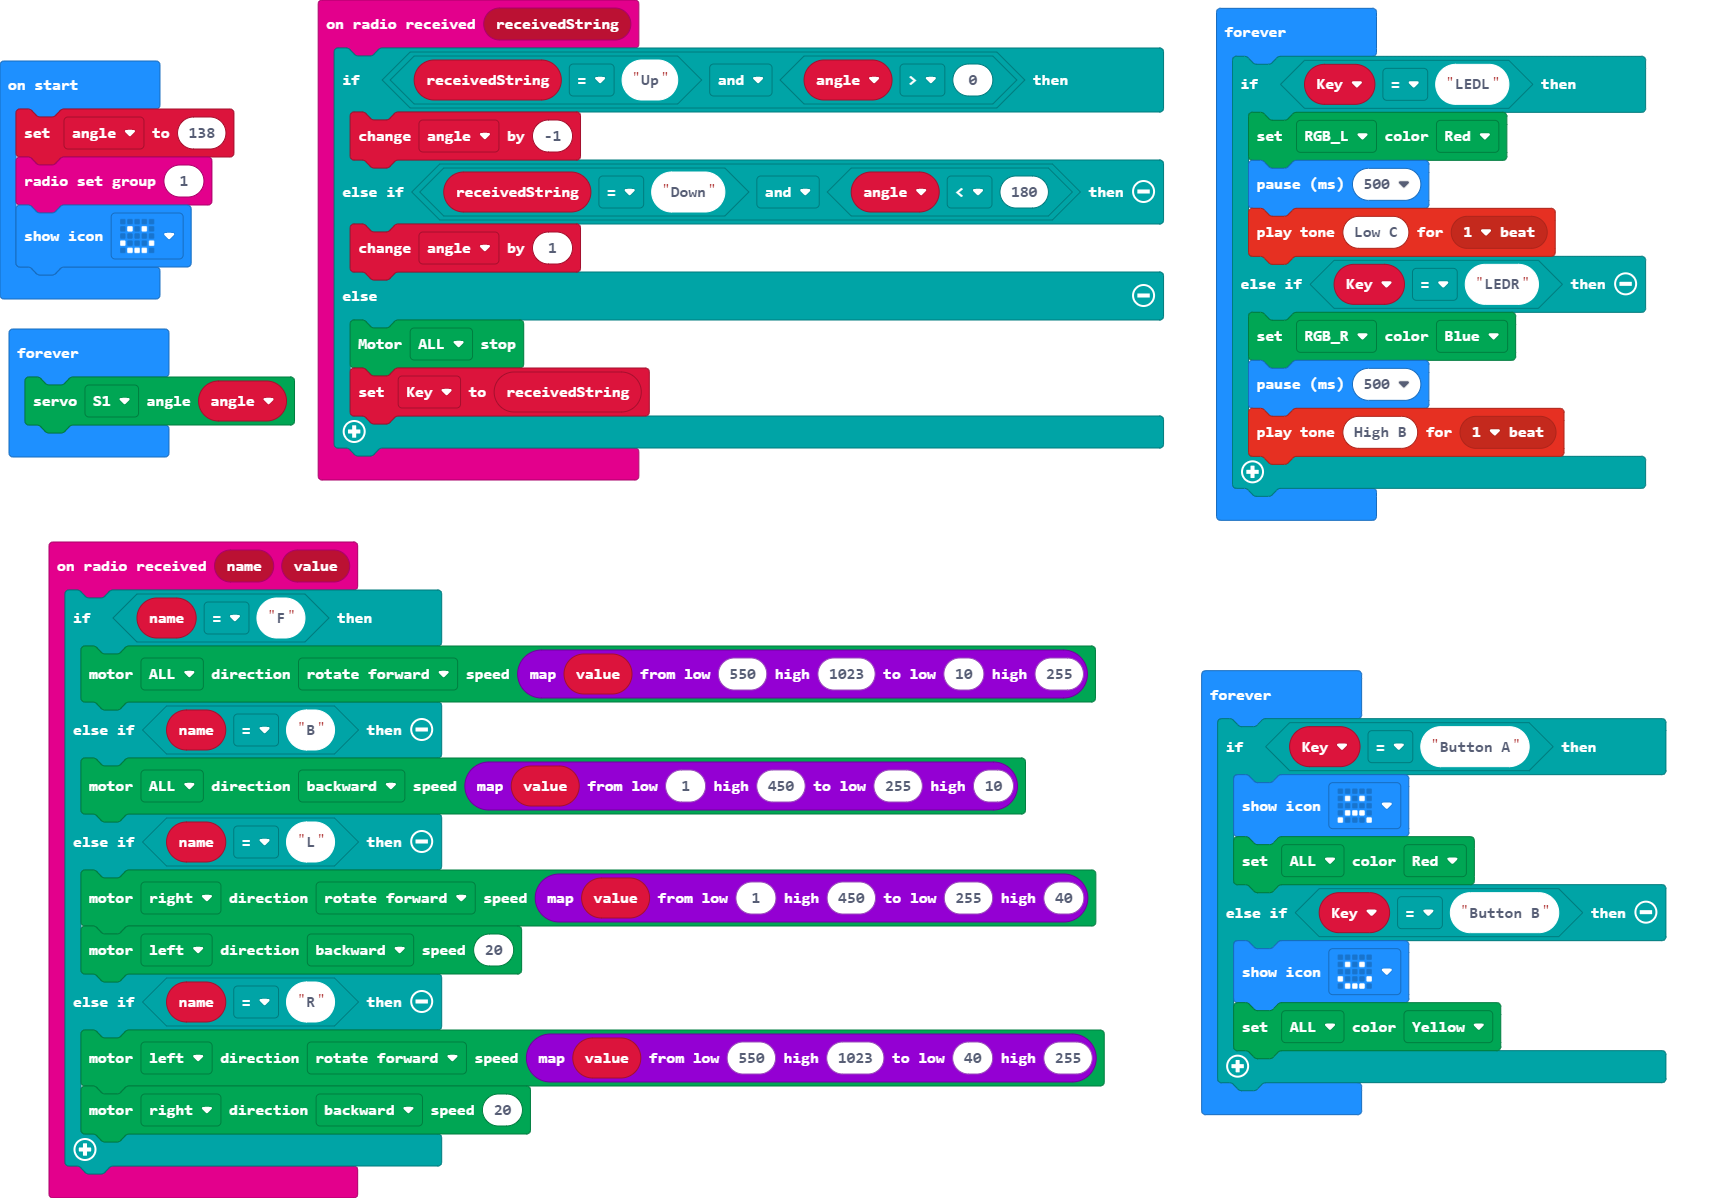 on start
set angle to 138
radio set group 1
show icon
forever
servo S1 angle angle
on radio received receivedString
if receivedString = "Up" and angle > 0 then
change angle by -1
else if receivedString = "Down" and angle < 180 then
change angle by 1
else
Motor ALL stop
set Key to receivedString
forever
if Key = "LEDL" then
set RGB_L color Red
pause (ms) 500
play tone Low C for 1 beat
else if Key = "LEDR" then
set RGB_R color Blue
pause (ms) 500
play tone High B for 1 beat
on radio received name value
if name = "F" then
motor ALL direction rotate forward speed map value from low 550 high 1023 to low 10 high 255
else if name = "B" then
motor ALL direction backward speed map value from low 1 high 450 to low 255 high 10
else if name = "L" then
motor right direction rotate forward speed map value from low 1 high 450 to low 255 high 40
motor left direction backward speed 20
else if name = "R" then
motor left direction rotate forward speed map value from low 550 high 1023 to low 40 high 255
motor right direction backward speed 20
forever
if Key = "Button A" then
show icon
set ALL color Red
else if Key = "Button B" then
show icon
set ALL color Yellow